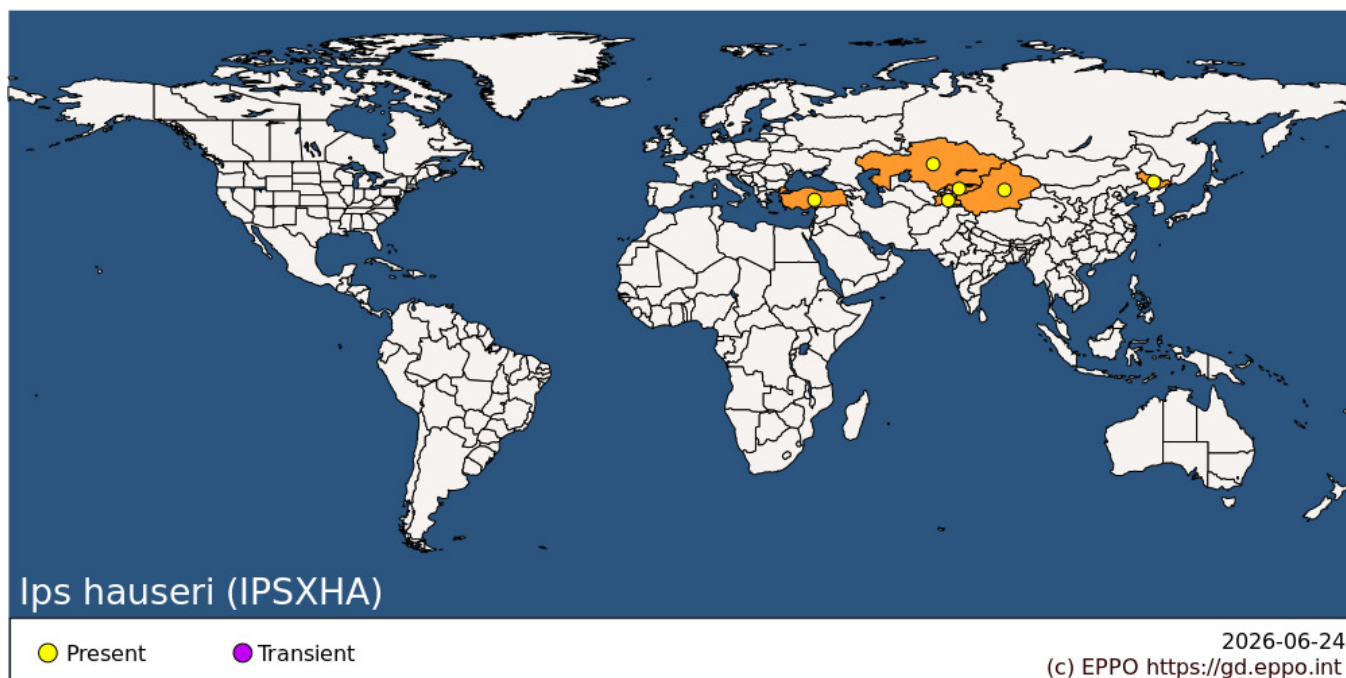 Ips hauseri (IPSXHA)
Present
Transient
2026-06-24
(c) EPPO https://gd.eppo.int